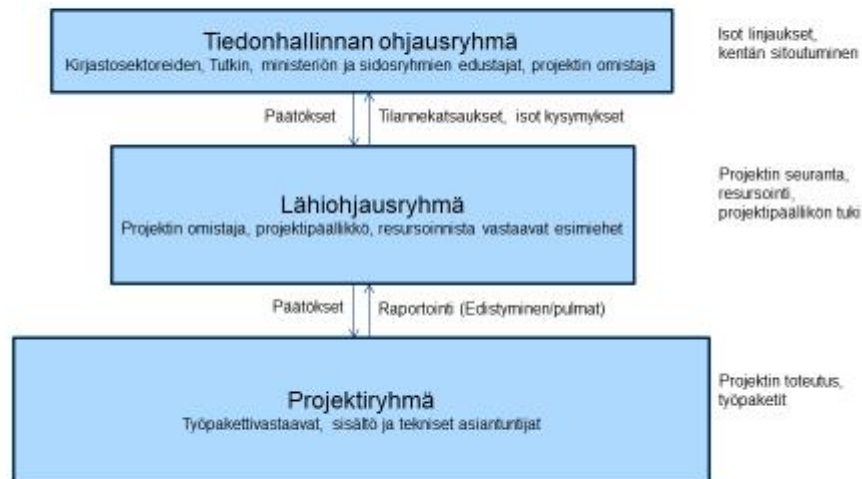 Tiedonhallinnan ohjausryhmä
Kirjastosektoreiden, Tutkin, ministeriön ja sidosryhmien edustajat, projektin omistaja
Isot linjaukset,
kentän sitoutuminen
Päätökset
Tilannekatsaukset, isot kysymykset
Lähiohjausryhmä
Projektin omistaja, projektipäällikkö, resursoinnista vastaavat esimiehet
Projektin seuranta,
resursointi,
projektipäällikön tuki
Päätökset
Raportointi (Edistyminen/pulmat)
Projektiryhmä
Työpakettivastaavat, sisältö ja tekniset asiantuntijat
Projektin toteutus,
työpaketit